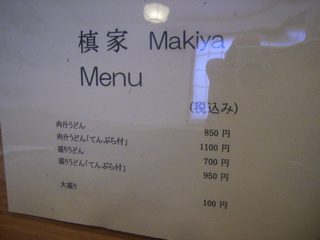 槙家 Makiya
Menu
(税込み)
肉汁うどん 850 円
肉汁うどん「てんぷら付」 1100 円
盛りうどん 700 円
盛りうどん「てんぷら付」 950 円
大盛り 100 円